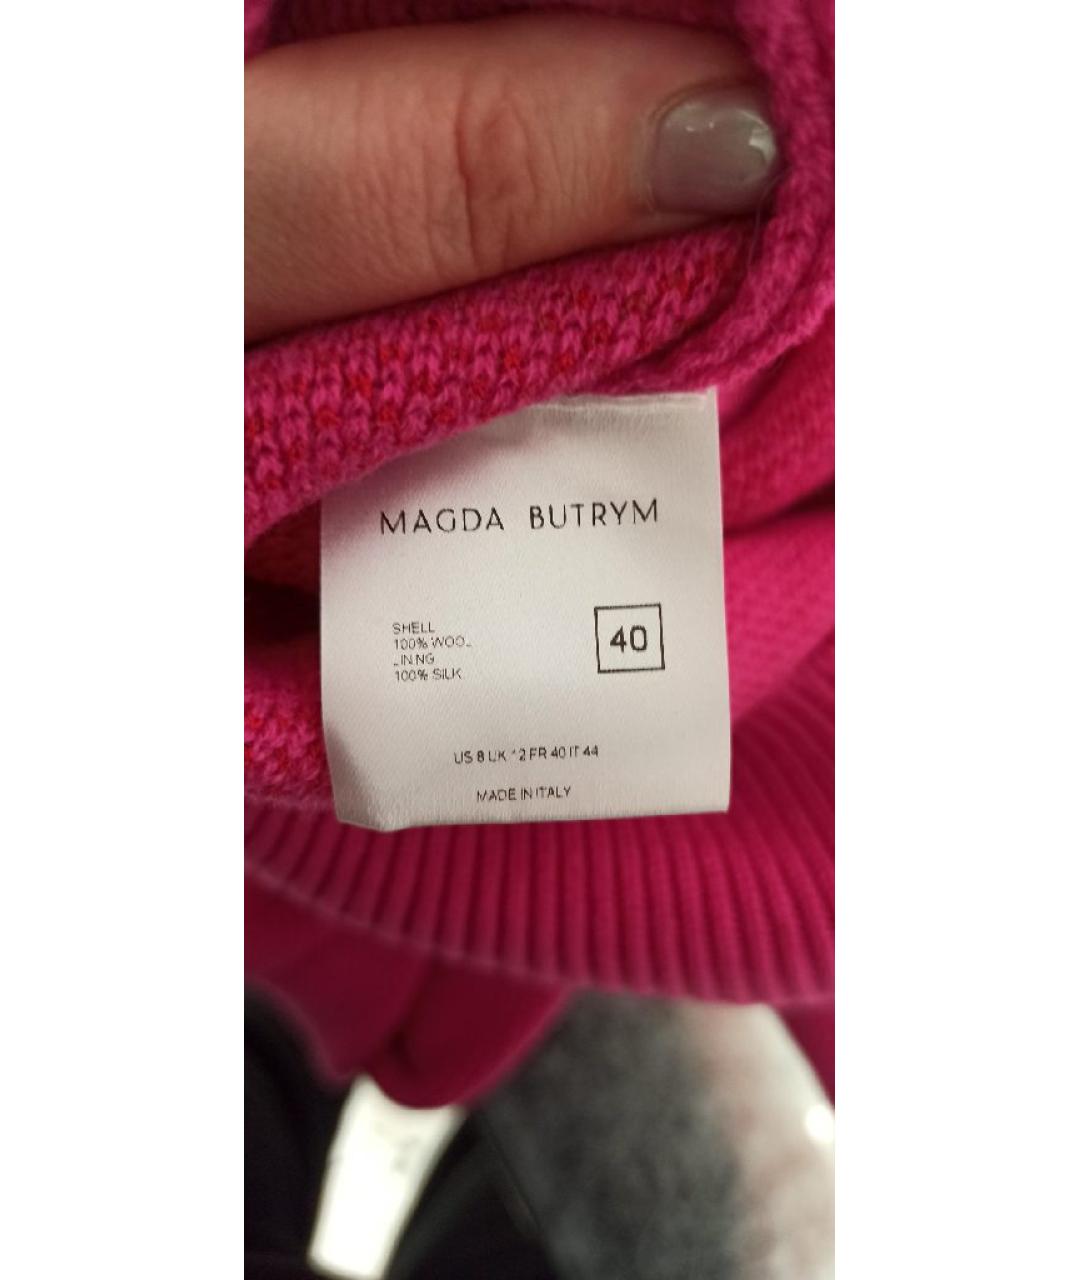 MAGDA BUTRYM
SHELL
100% WOOL
LINING
100% SILK
40
US 8 UK 12 FR 40 IT 44
MADE IN ITALY